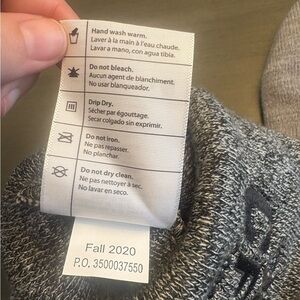 Hand wash warm.
Laver à la main à l'eau chaude.
Lavar a mano, con agua tibia.
Do not bleach.
Aucun agent de blanchiment.
No usar blanqueador.
Drip Dry.
Sécher par égouttage.
Secar colgado sin exprimir.
Do not iron.
Ne pas repasser.
No planchar.
Do not dry clean.
Ne pas nettoyer à sec.
No lavar en seco.
Fall 2020
P.O. 3500037550